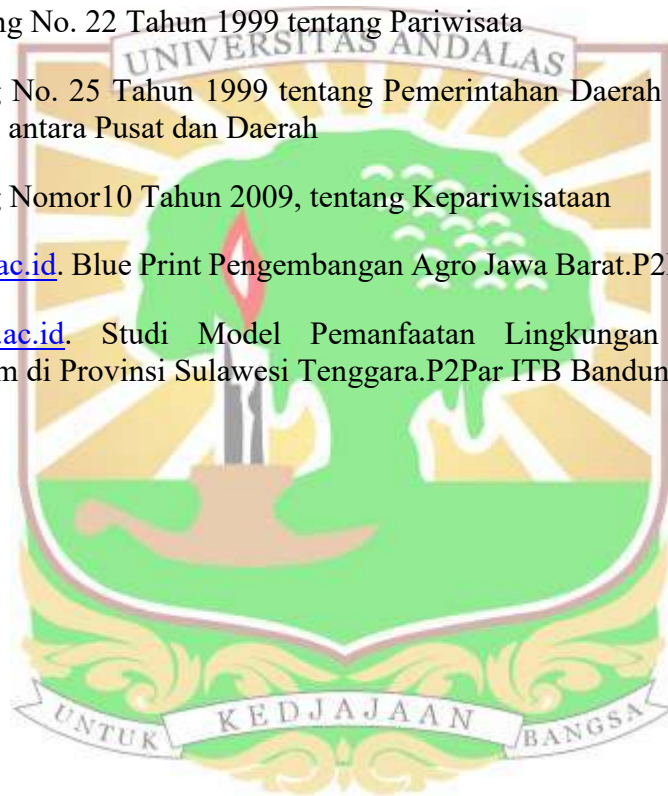 ng No. 22 Tahun 1999 tentang Pariwisata
UNIVERSITAS ANDALAS
g No. 25 Tahun 1999 tentang Pemerintahan Daerah
antara Pusat dan Daerah
g Nomor10 Tahun 2009, tentang Kepariwisataan
ac.id. Blue Print Pengembangan Agro Jawa Barat.P2
.ac.id. Studi Model Pemanfaatan Lingkungan
m di Provinsi Sulawesi Tenggara.P2Par ITB Bandun
UNTUK KEDJAJAAN BANGSA